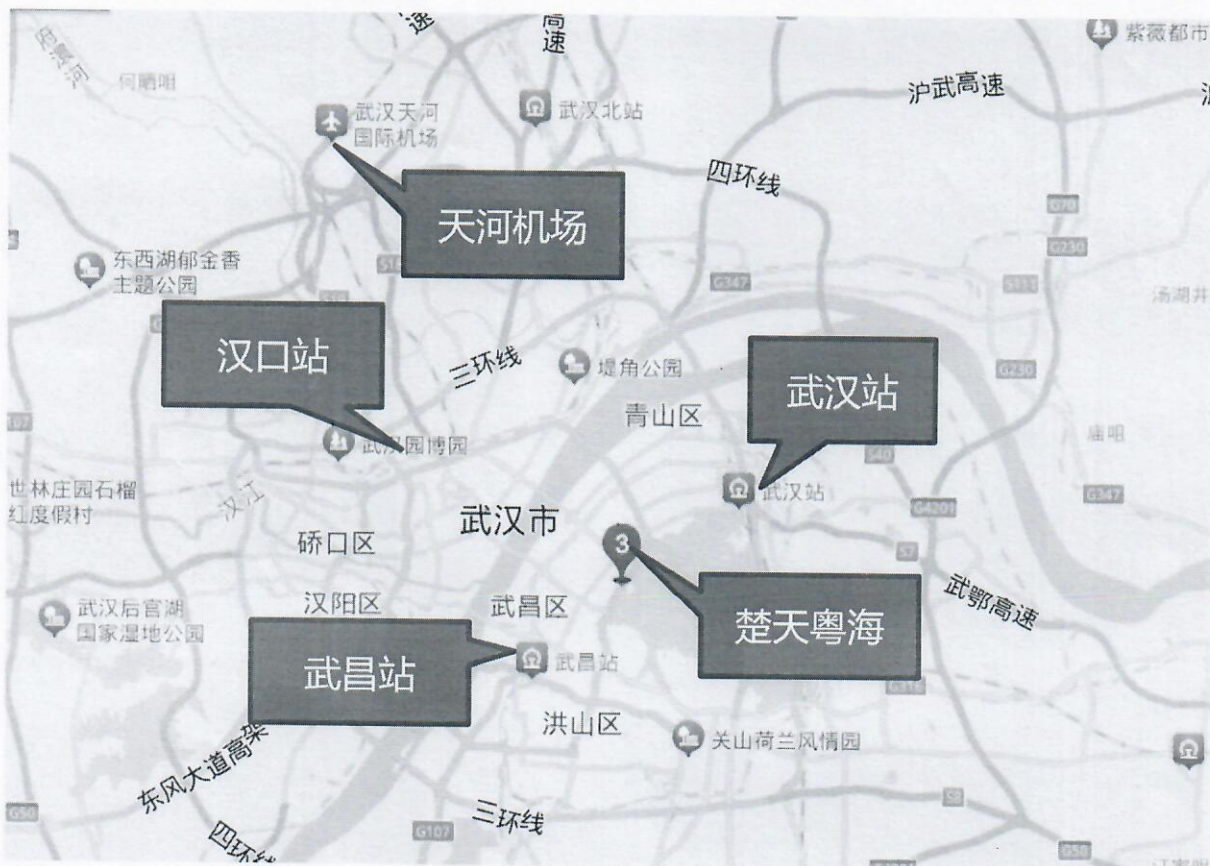 高速
紫薇都市
府澴河
何晒咀
沪武高速
武汉天河
国际机场
武汉北站
四环线
天河机场
G70
G230
东西湖郁金香
主题公园
G347
S111
汤湖井
汉口站
三环线
堤角公园
武汉站
G230
青山区
武汉园博园
庙咀
S40
世林庄园石榴
红度假村
汉江
武汉站
G347
G4201
武汉市
3
硚口区
S7
汉阳区
武昌区
武鄂高速
武汉后官湖
国家湿地公园
楚天粤海
武昌站
武昌站
G316
洪山区
关山荷兰风情园
东风大道高架
S8
G50
三环线
G107
四环线
G50